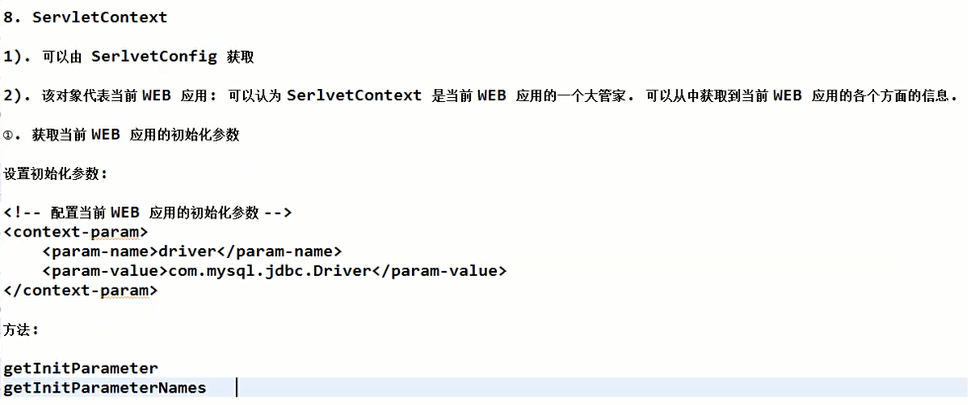 8. ServletContext
1). 可以由 SerlvetConfig 获取
2). 该对象代表当前 WEB 应用: 可以认为 SerlvetContext 是当前 WEB 应用的一个大管家. 可以从中获取到当前 WEB 应用的各个方面的信息.
①. 获取当前 WEB 应用的初始化参数
设置初始化参数:
<!-- 配置当前 WEB 应用的初始化参数 -->
<context-param>
    <param-name>driver</param-name>
    <param-value>com.mysql.jdbc.Driver</param-value>
</context-param>
方法:
getInitParameter
getInitParameterNames